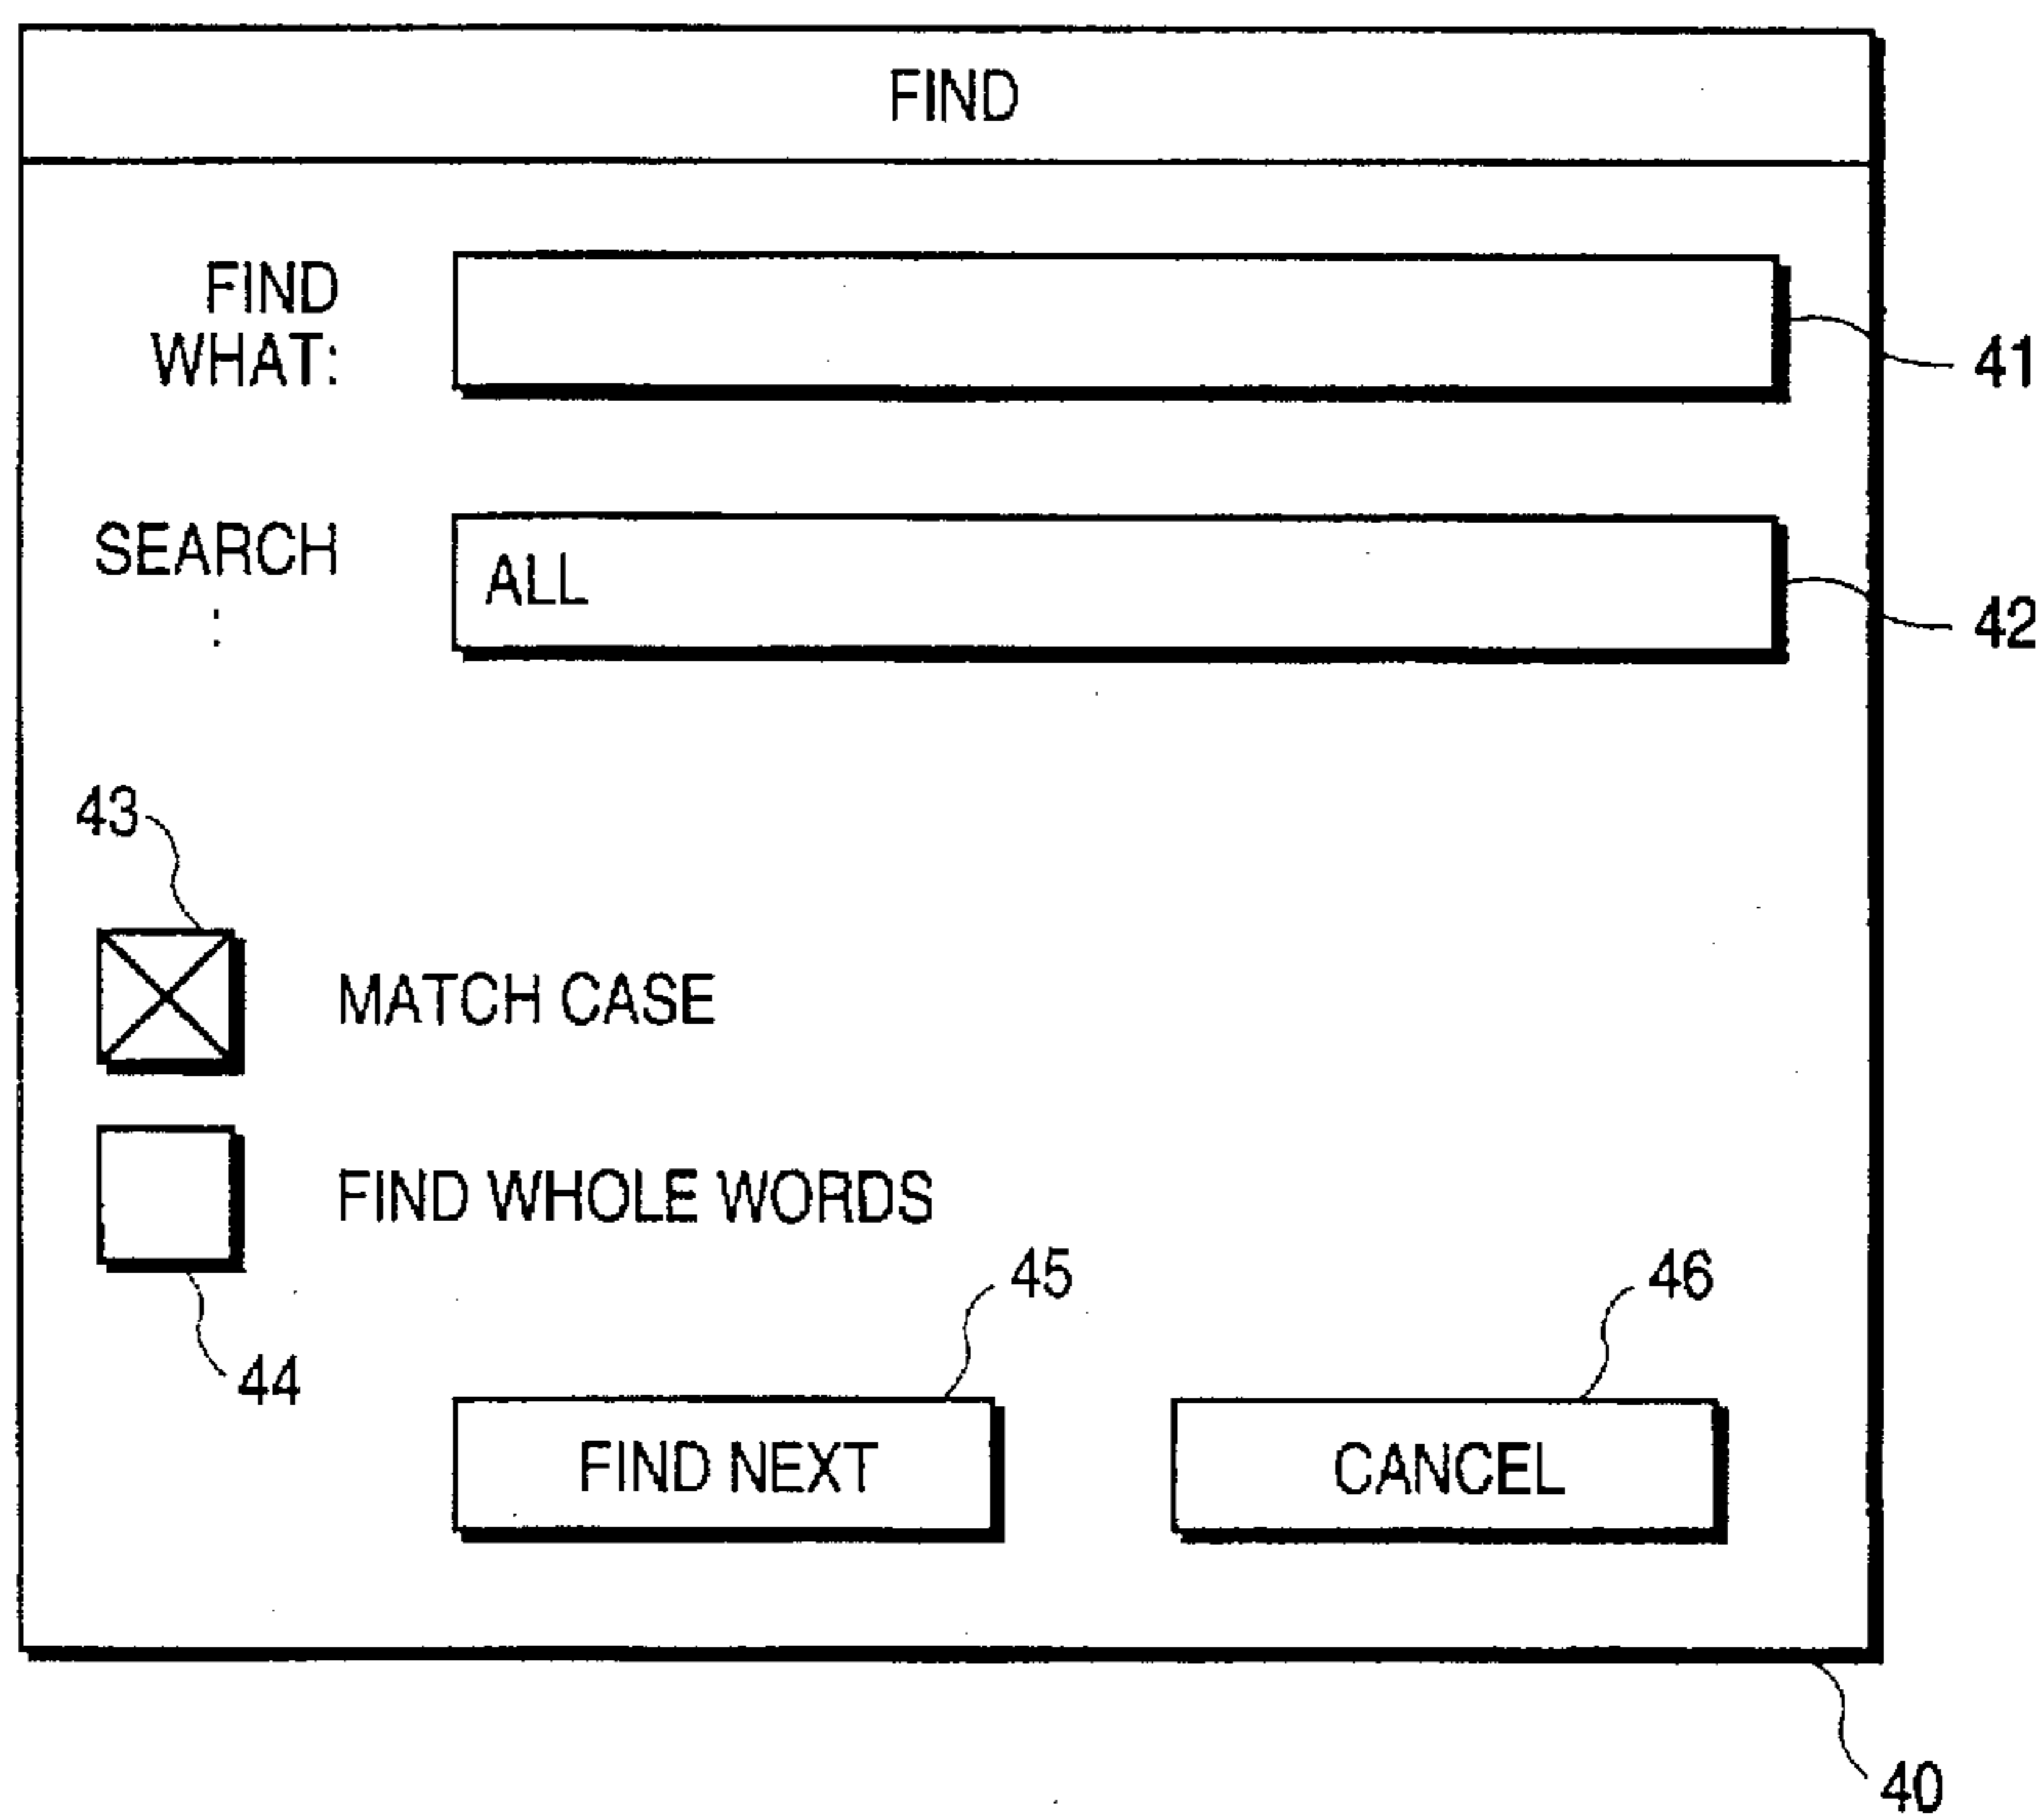 FIND
FIND
WHAT:
41
SEARCH
:
ALL
42
43
MATCH CASE
FIND WHOLE WORDS
44
45
46
FIND NEXT
CANCEL
40